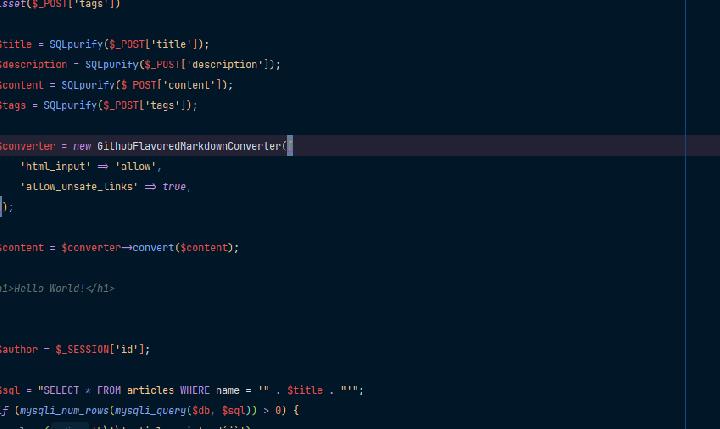 isset($_POST['tags'])
$title = SQLpurify($_POST['title']);
$description = SQLpurify($_POST['description']);
$content = SQLpurify($_POST['content']);
$tags = SQLpurify($_POST['tags']);
$converter = new GithubFlavoredMarkdownConverter([
'html_input' => 'allow',
'allow_unsafe_links' => true,
]);
$content = $converter->convert($content);
h1>Hello World!</h1>
$author = $_SESSION['id'];
$sql = "SELECT * FROM articles WHERE name = '" . $title . "'";
if (mysqli_num_rows(mysqli_query($db, $sql)) > 0) {